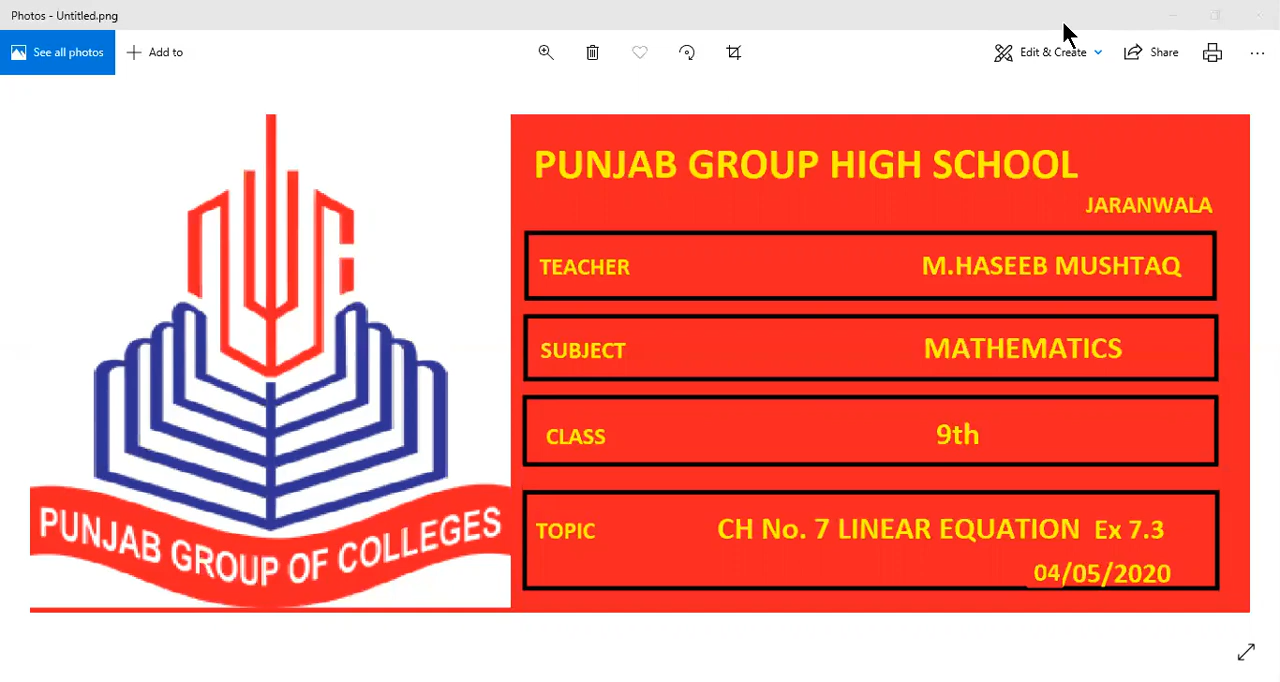 Photos - Untitled.png
See all photos
Add to
Edit & Create
Share
PUNJAB GROUP HIGH SCHOOL
JARANWALA
TEACHER M.HASEEB MUSHTAQ
SUBJECT MATHEMATICS
CLASS 9th
TOPIC CH No. 7 LINEAR EQUATION Ex 7.3
04/05/2020
PUNJAB GROUP OF COLLEGES